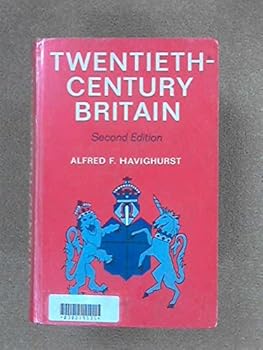 TWENTIETH-
CENTURY
BRITAIN
Second Edition
ALFRED F. HAVIGHURST